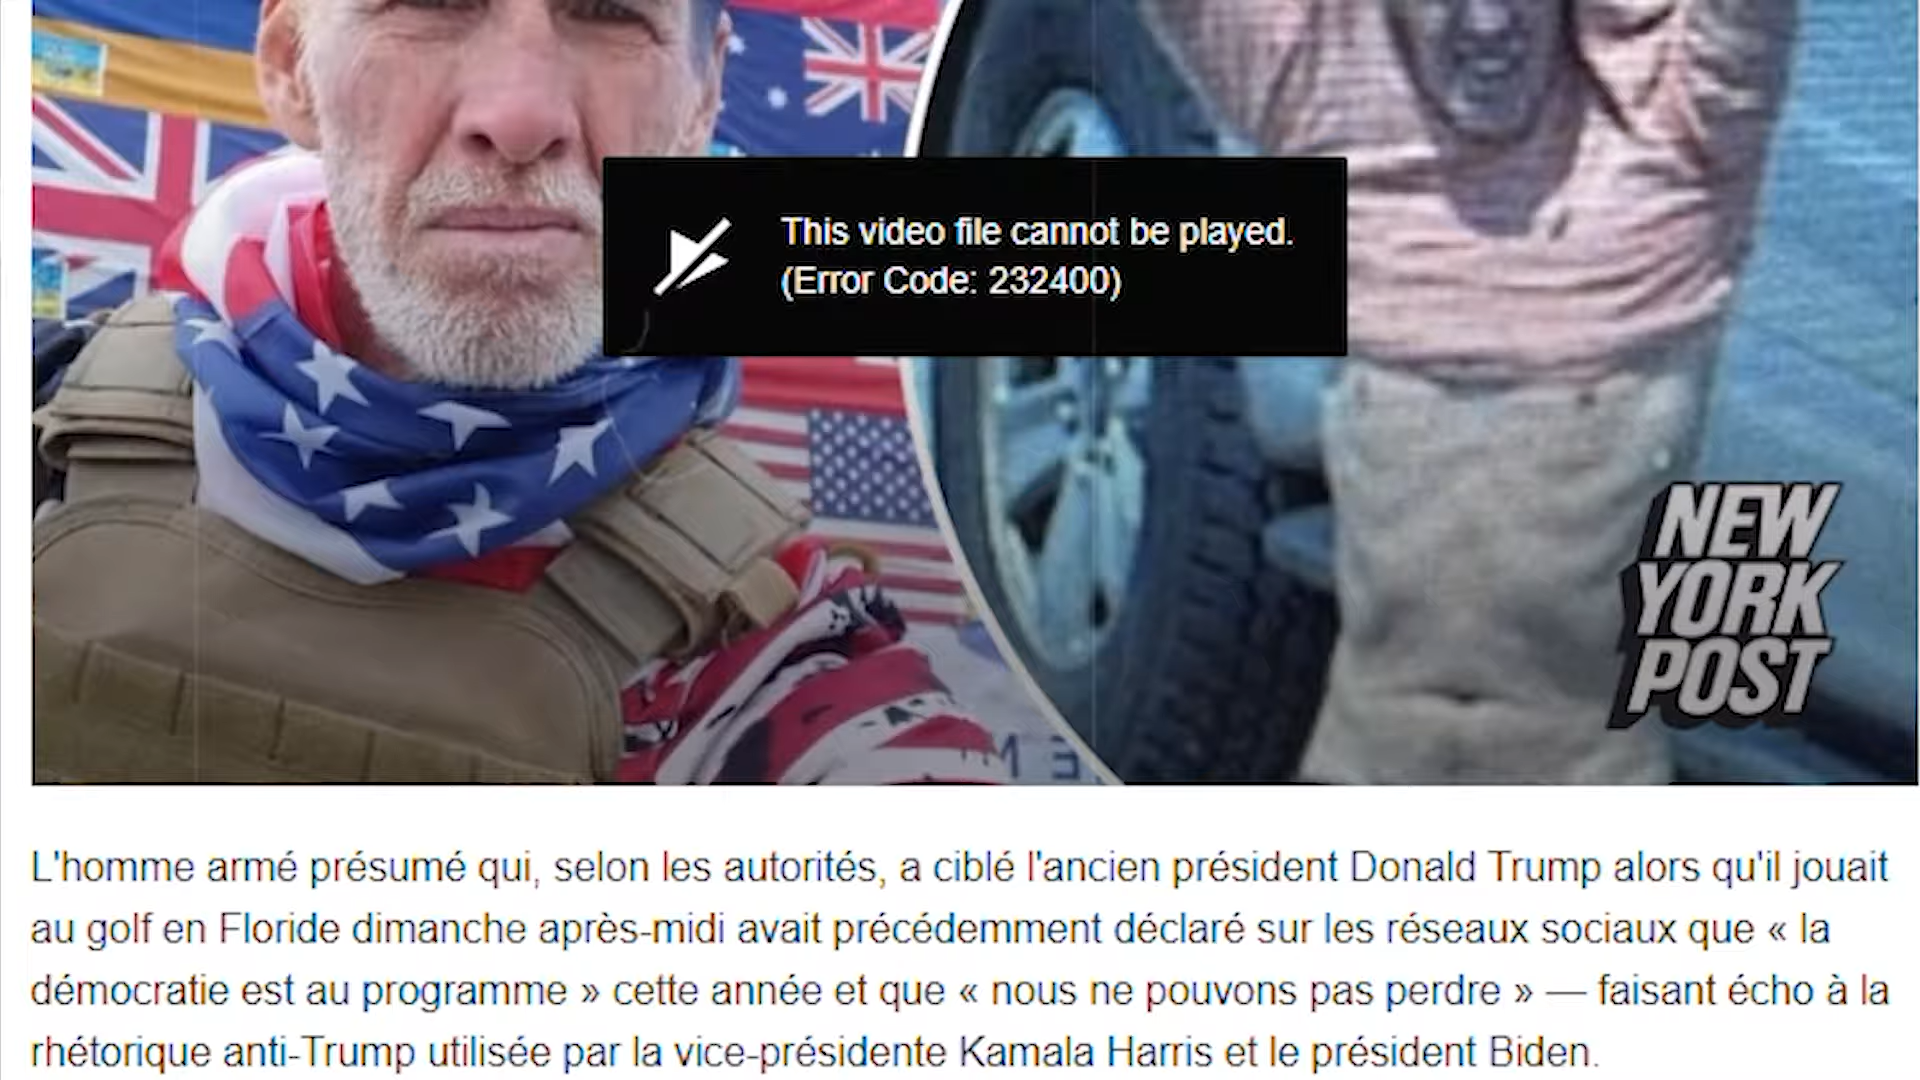 This video file cannot be played.
(Error Code: 232400)
NEW
YORK
POST
L'homme armé présumé qui, selon les autorités, a ciblé l'ancien président Donald Trump alors qu'il jouait
au golf en Floride dimanche après-midi avait précédemment déclaré sur les réseaux sociaux que « la
démocratie est au programme » cette année et que « nous ne pouvons pas perdre » — faisant écho à la
rhétorique anti-Trump utilisée par la vice-présidente Kamala Harris et le président Biden.